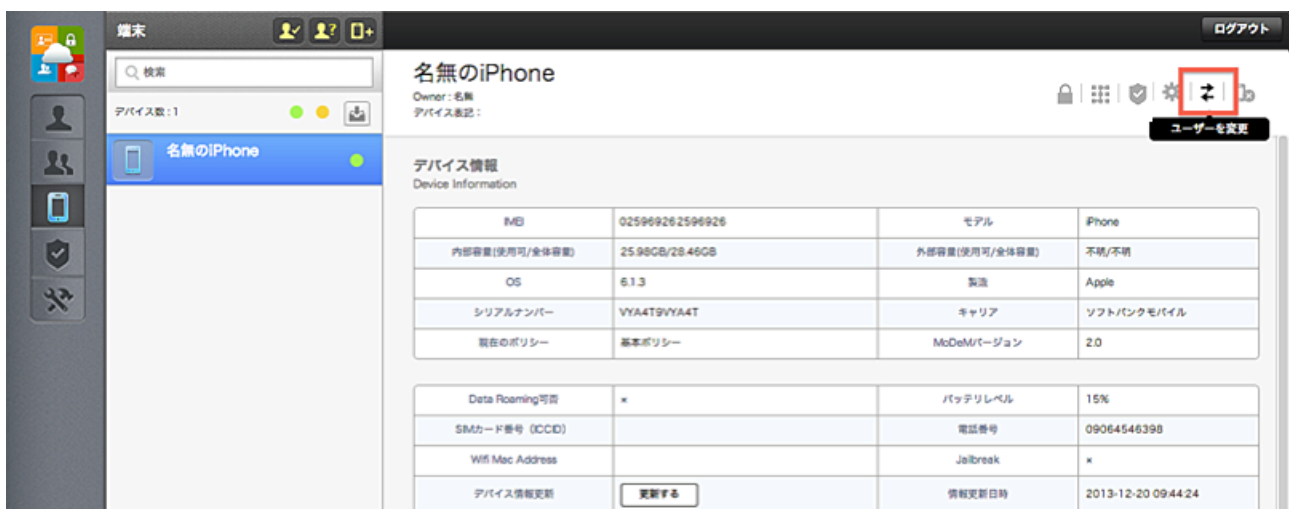 端末
ログアウト
検索
デバイス数:1
名無のiPhone
名無のiPhone
Owner:名無
デバイス表記:
ユーザーを変更
デバイス情報
Device Information
IMEI 025969262596926 モデル iPhone
内部容量(使用可/全体容量) 25.98GB/28.46GB 外部容量(使用可/全体容量) 不明/不明
OS 6.1.3 製造 Apple
シリアルナンバー VYA4T9VYA4T キャリア ソフトバンクモバイル
現在のポリシー 基本ポリシー MoDeMバージョン 2.0
Data Roaming可否 × バッテリレベル 15%
SIMカード番号 (ICCID) 電話番号 09064546398
Wifi Mac Address Jailbreak ×
デバイス情報更新 更新する 情報更新日時 2013-12-20 09:44:24